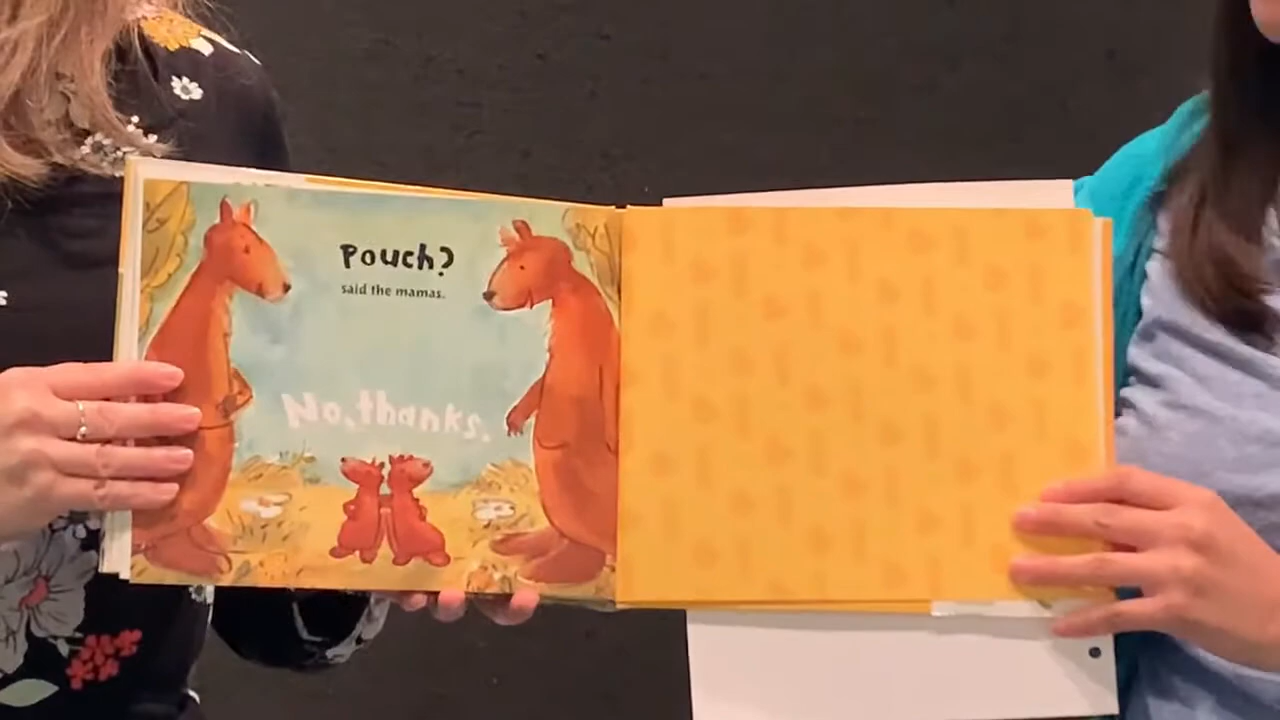 Pouch?
said the mamas.
No, thanks.